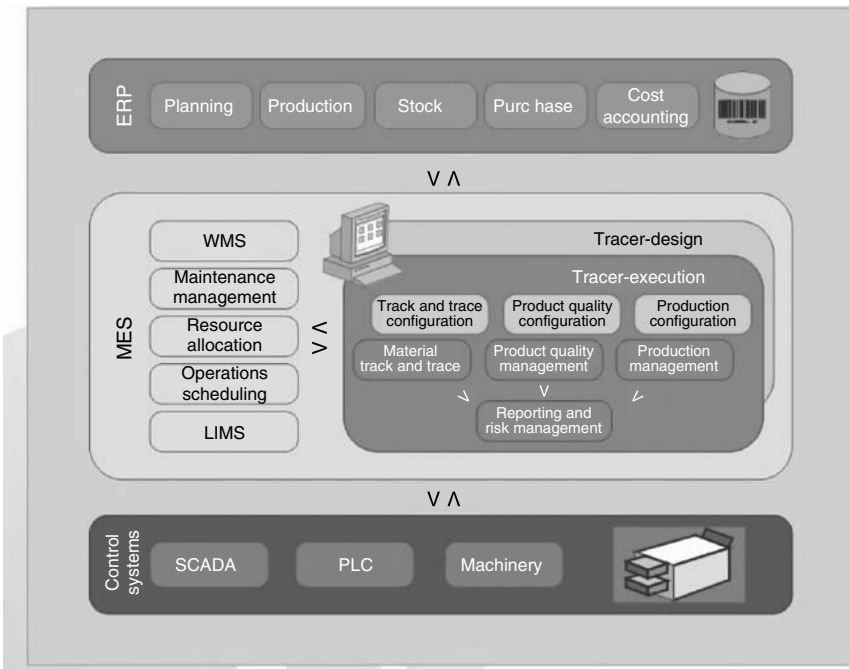 ERP
Planning
Production
Stock
Purc hase
Cost
accounting
MES
WMS
Maintenance
management
Resource
allocation
Operations
scheduling
LIMS
Tracer-design
Tracer-execution
Track and trace
configuration
Product quality
configuration
Production
configuration
Material
track and trace
Product quality
management
Production
management
Reporting and
risk management
Control
systems
SCADA
PLC
Machinery